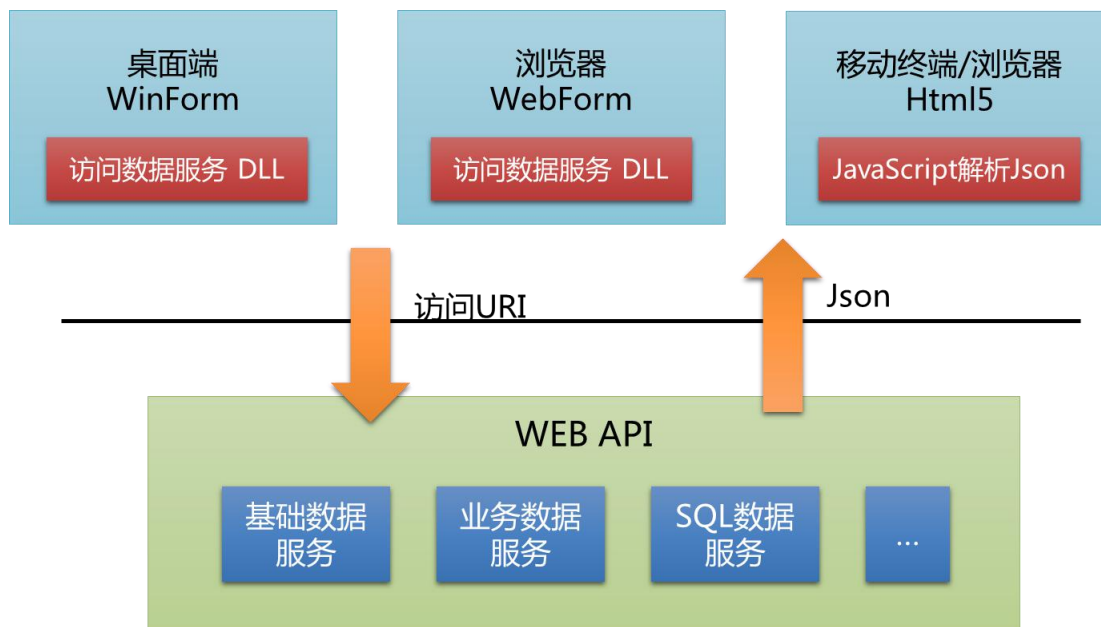 桌面端
WinForm
访问数据服务 DLL
浏览器
WebForm
访问数据服务 DLL
移动终端/浏览器
Html5
JavaScript解析Json
访问URI
Json
WEB API
基础数据
服务
业务数据
服务
SQL数据
服务
...